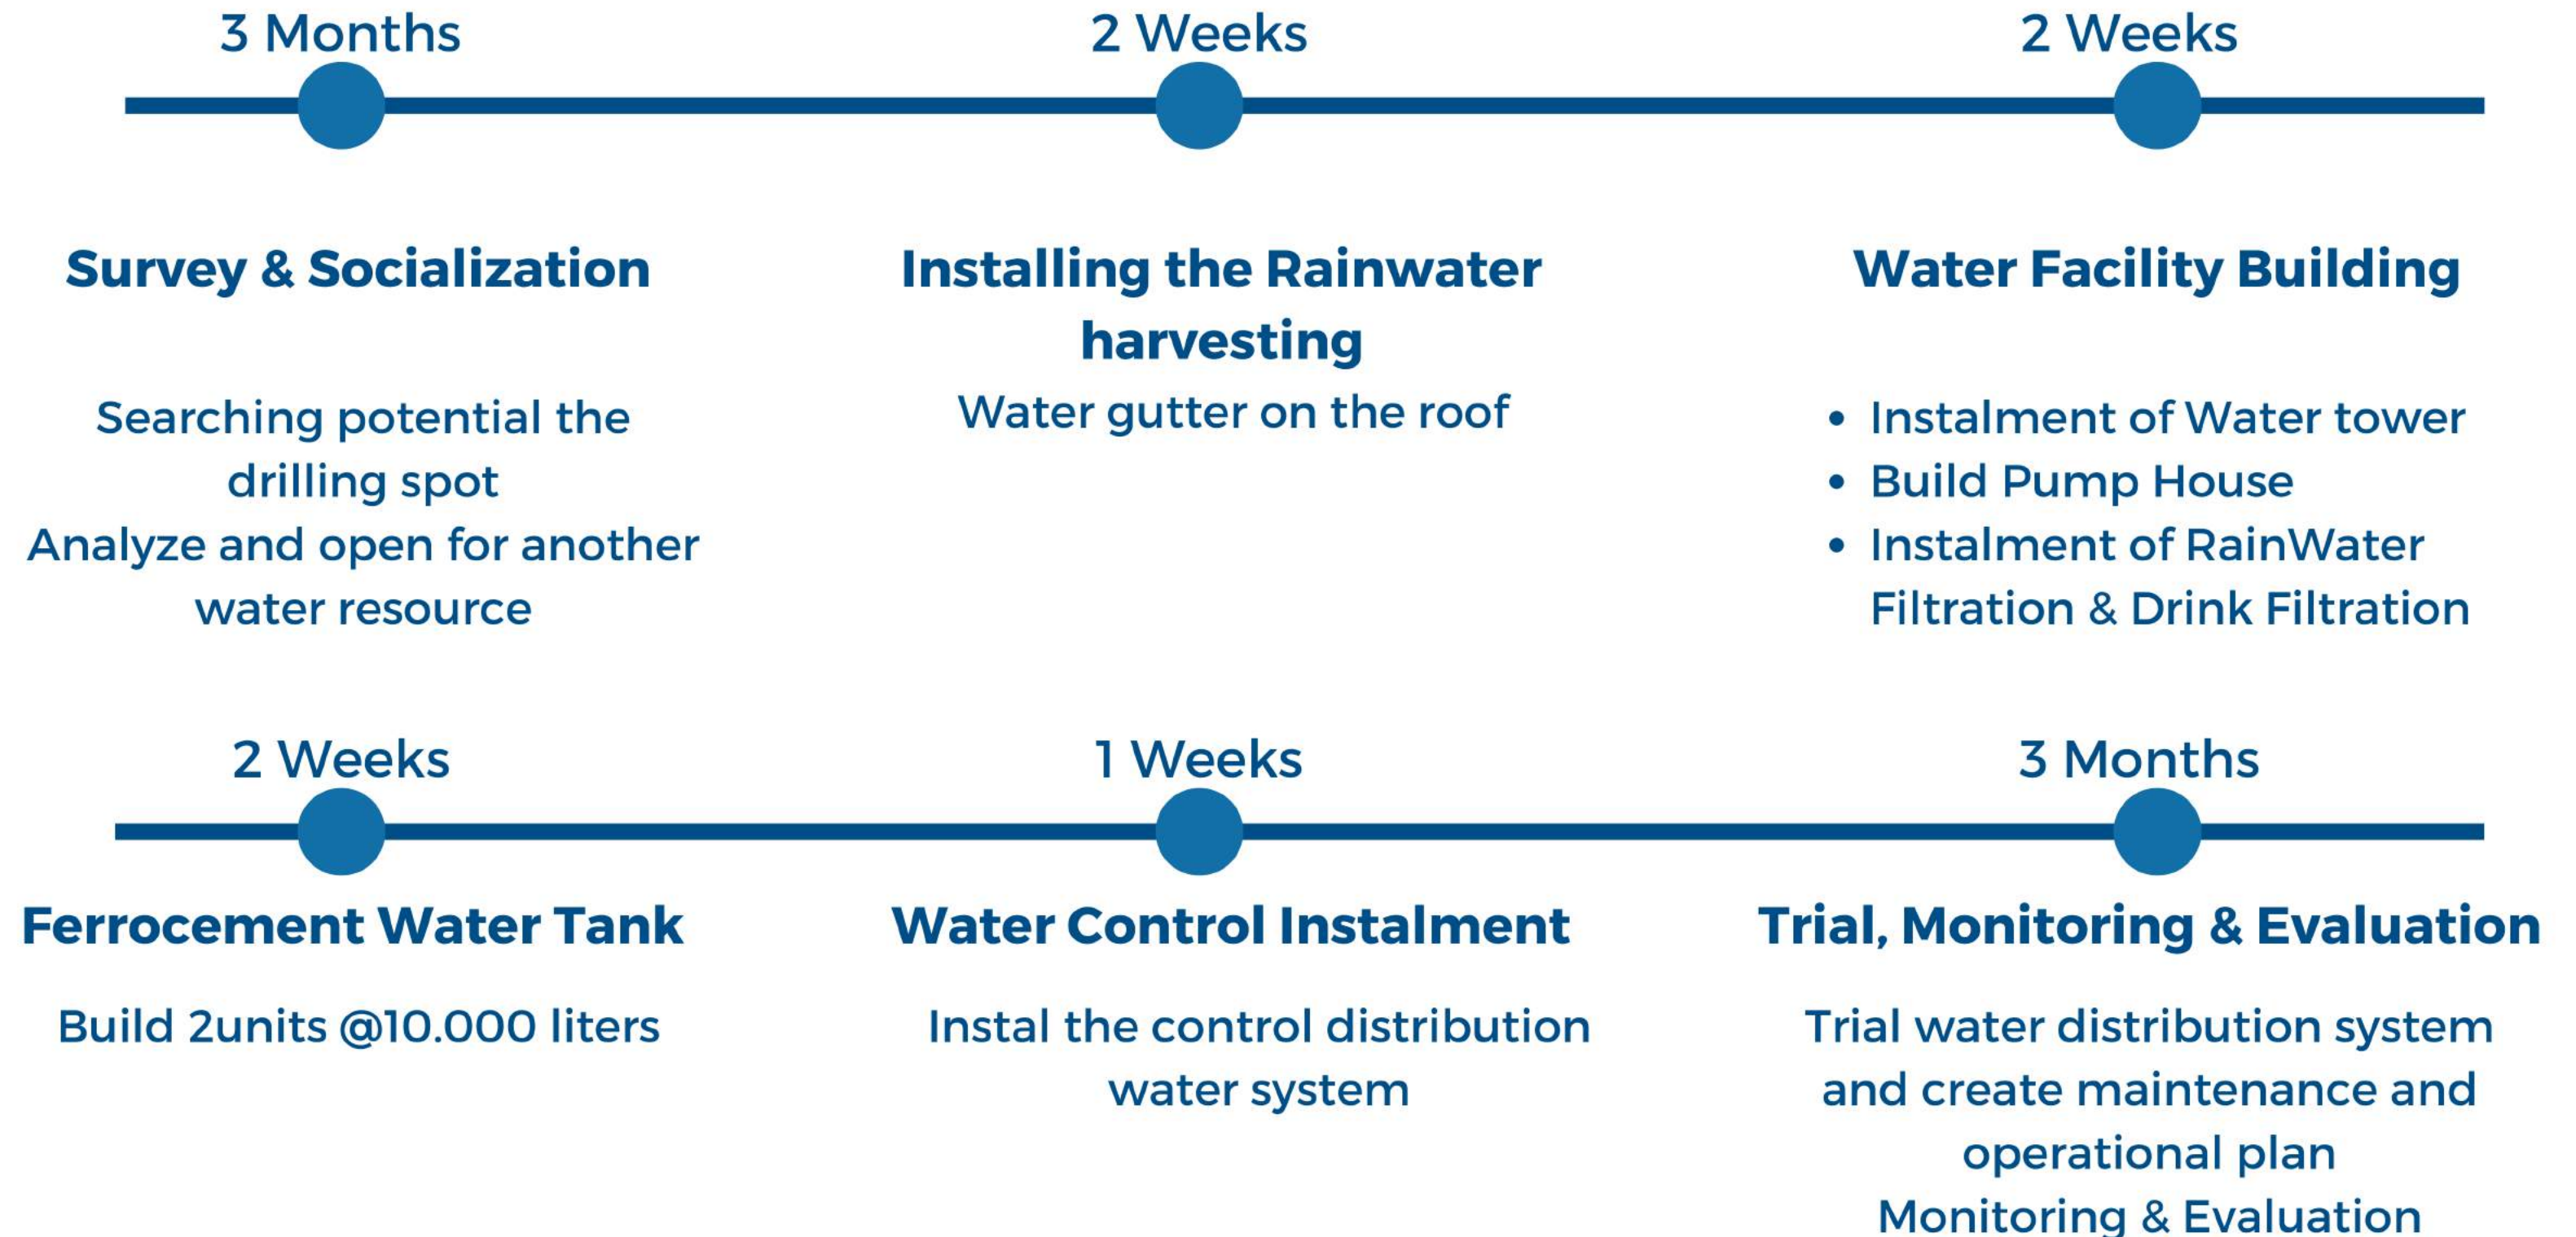 3 Months
2 Weeks
2 Weeks
Survey & Socialization
Installing the Rainwater
harvesting
Water Facility Building
Searching potential the
drilling spot
Analyze and open for another
water resource
Water gutter on the roof
• Instalment of Water tower
• Build Pump House
• Instalment of RainWater
Filtration & Drink Filtration
2 Weeks
1 Weeks
3 Months
Ferrocement Water Tank
Water Control Instalment
Trial, Monitoring & Evaluation
Build 2units @10.000 liters
Instal the control distribution
water system
Trial water distribution system
and create maintenance and
operational plan
Monitoring & Evaluation